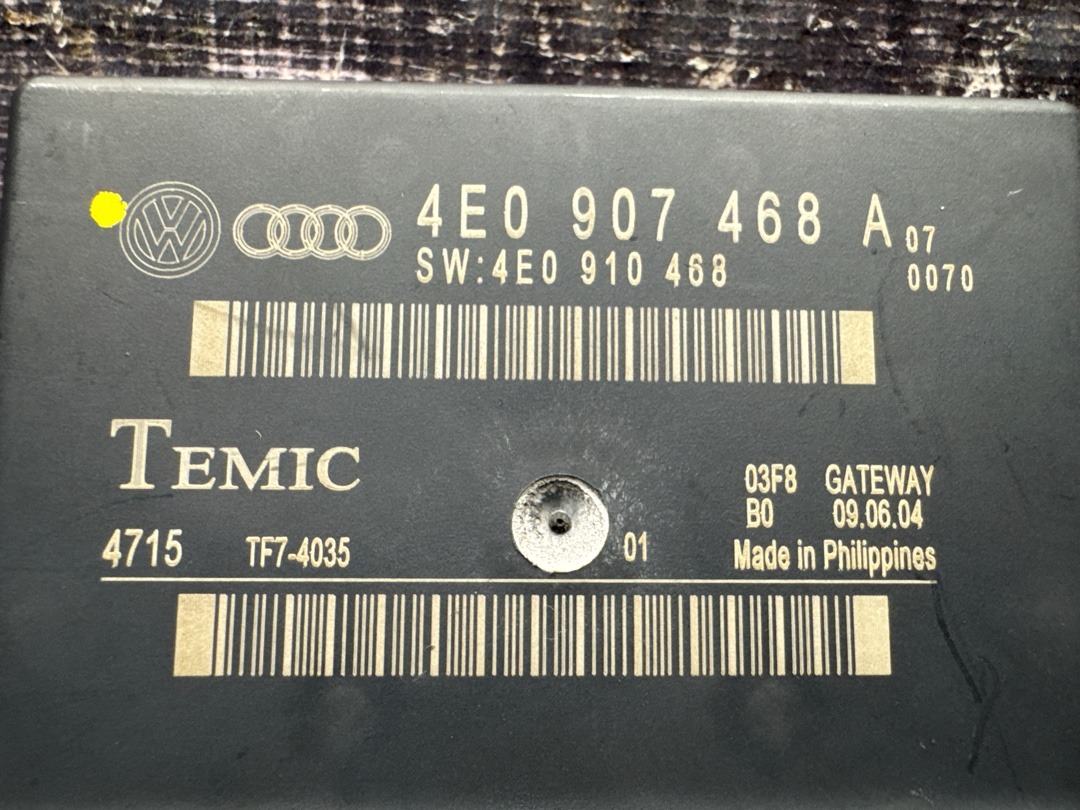 4E0 907 468 A 07
SW:4E0 910 468 0070
TEMIC
03F8 GATEWAY
B0 09.06.04
4715 TF7-4035 01 Made in Philippines